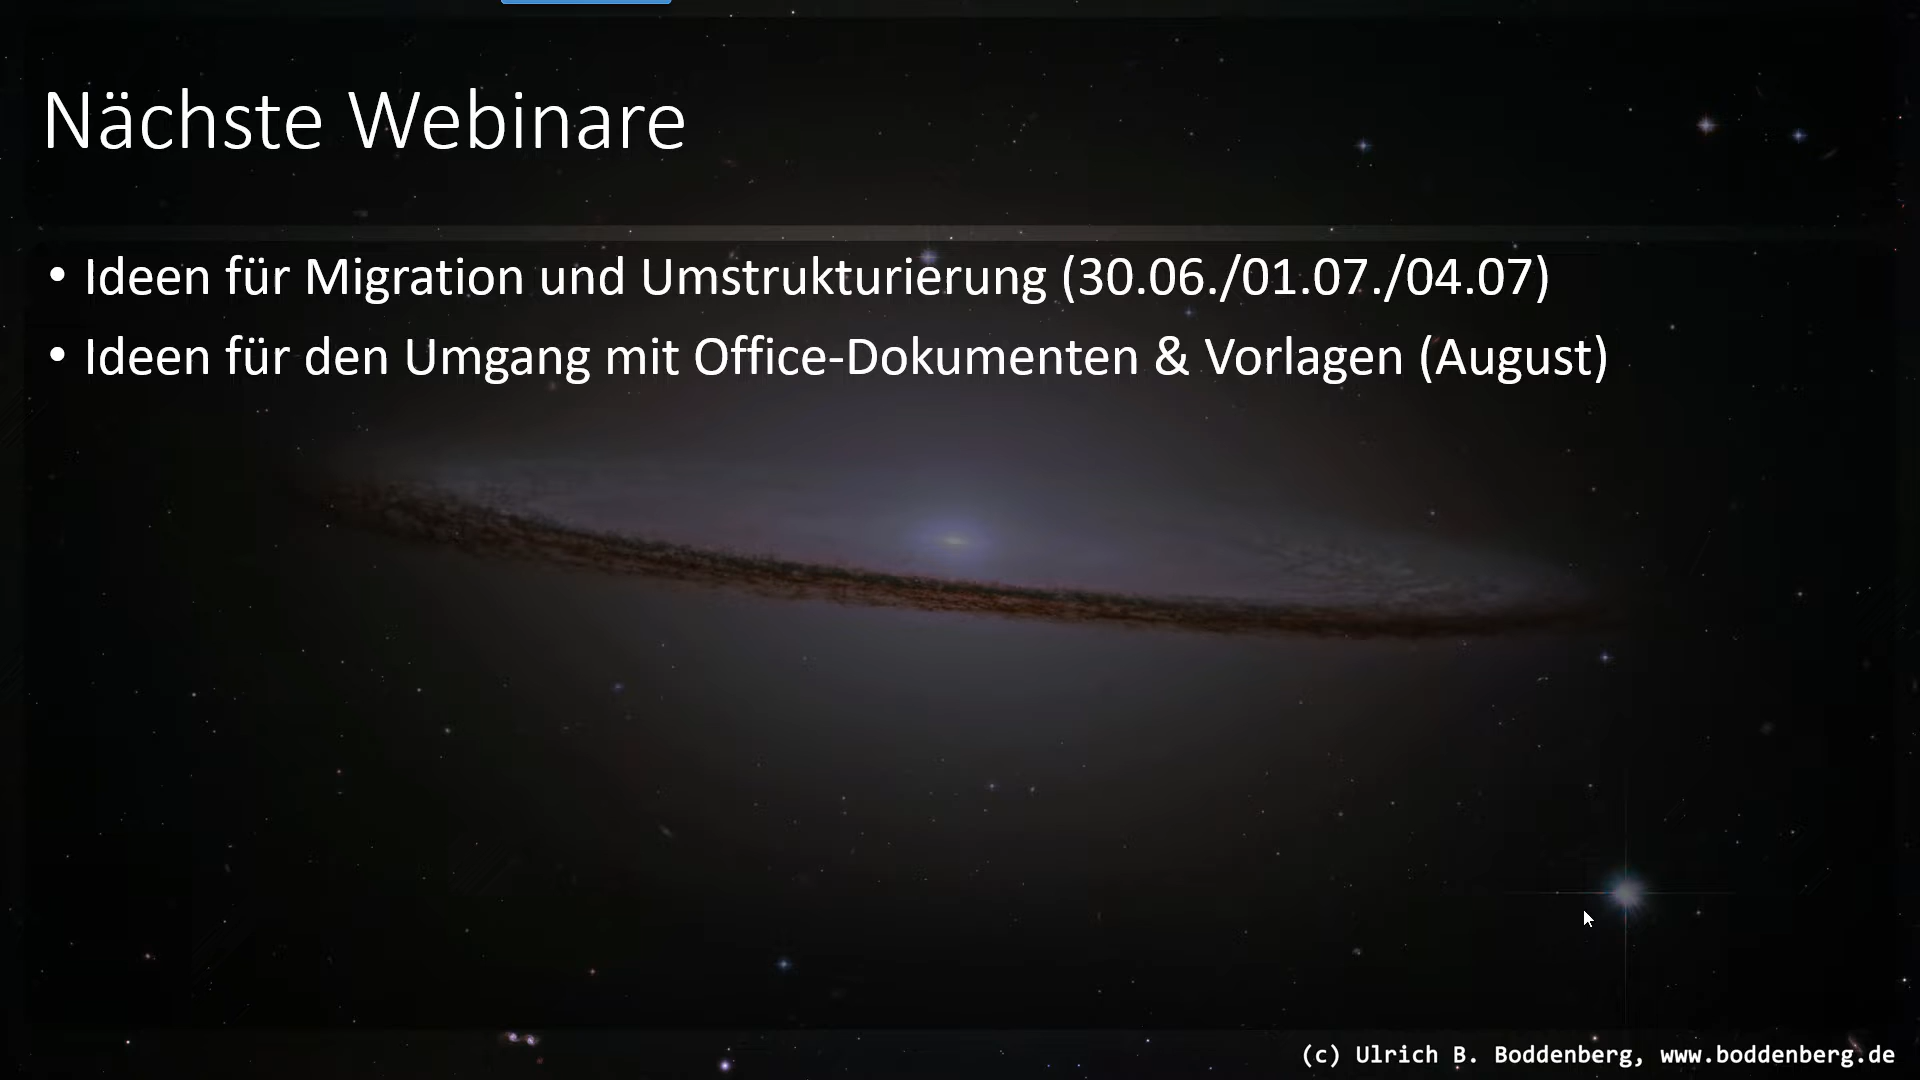 Nächste Webinare
• Ideen für Migration und Umstrukturierung (30.06./01.07./04.07)
• Ideen für den Umgang mit Office-Dokumenten & Vorlagen (August)
(c) Ulrich B. Boddenberg, www.boddenberg.de